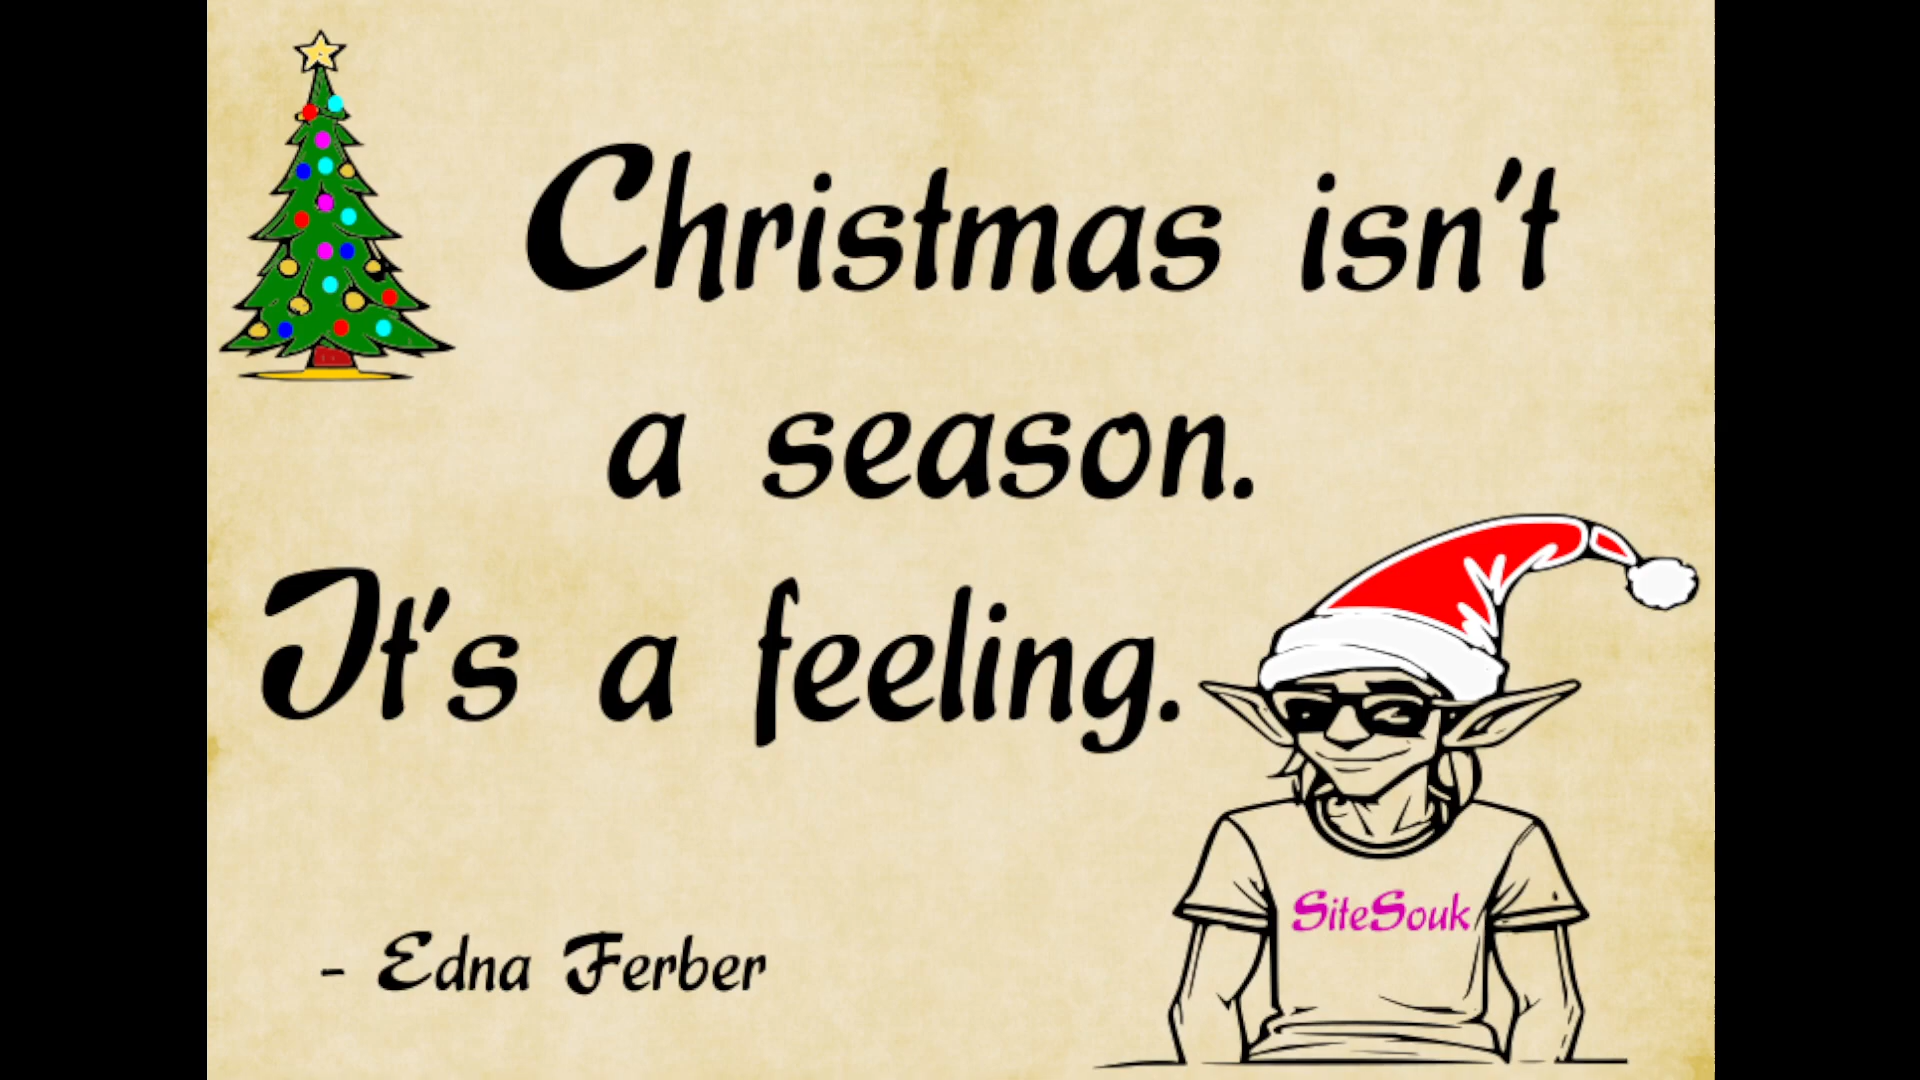 Christmas isn't
a season.
It's a feeling.
SiteSouk
- Edna Ferber